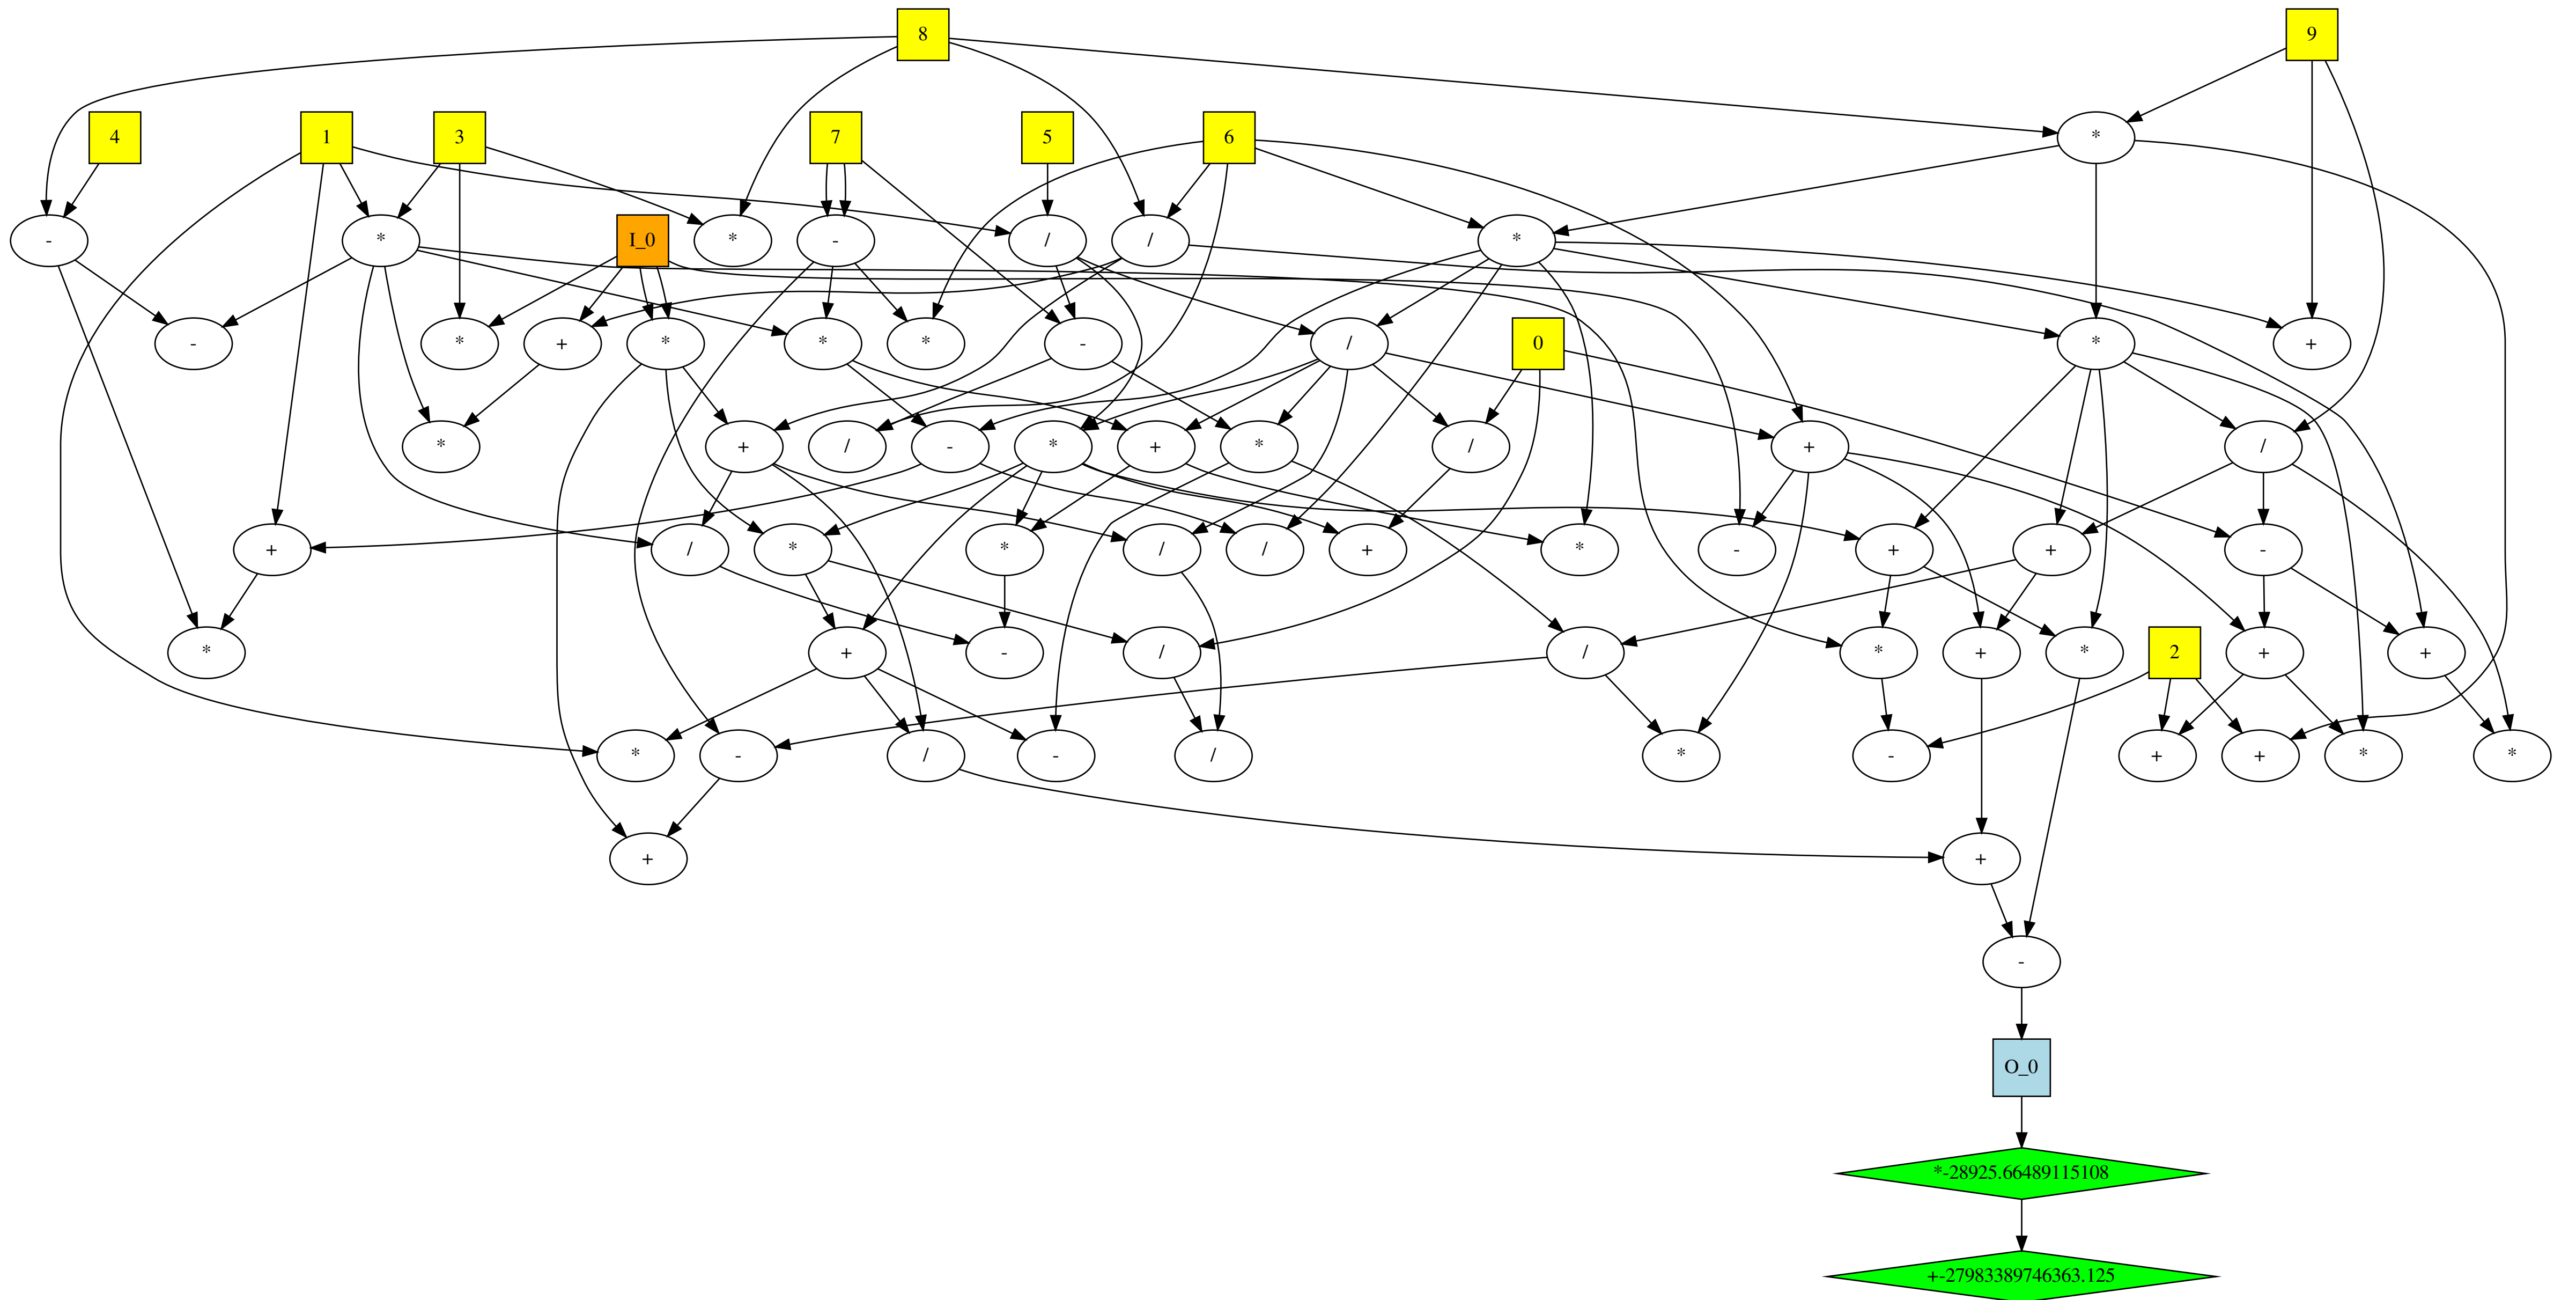 8 9
4 1 3 7 5 6 *
- * I_0 * - / / *
- * + * * * - / 0 * +
* + / - * + * / + /
+ / * * / / + * - + + -
* + - / / * + * 2 + +
* - / - / * - + + * *
+ +
-
O_0
*-28925.66489115108
+-27983389746363.125